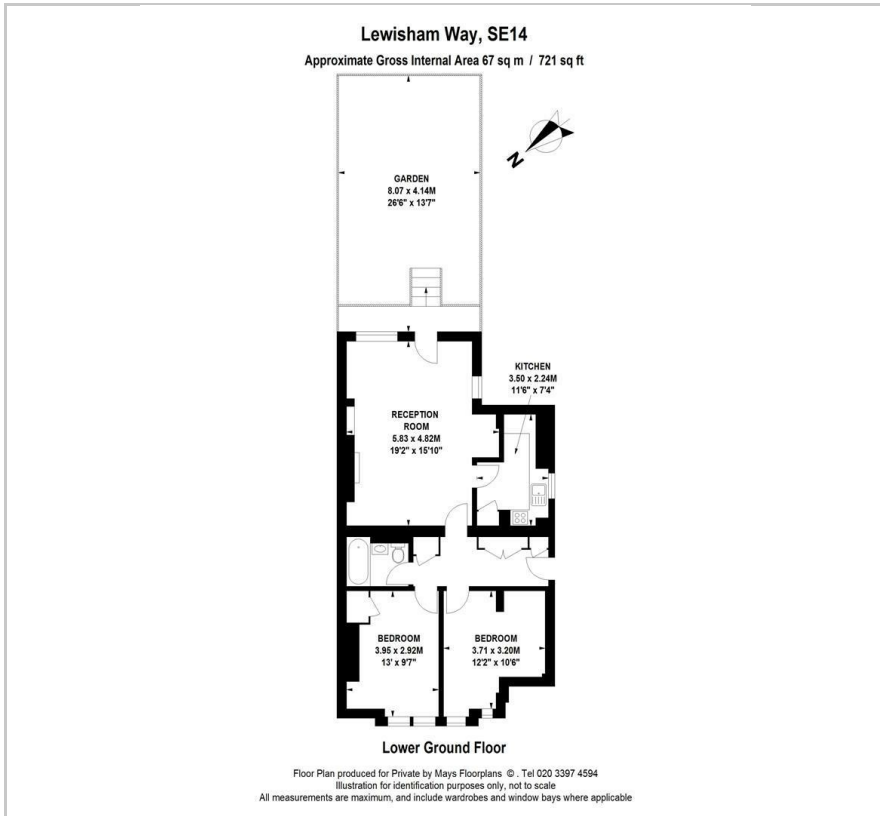 Lewisham Way, SE14
Approximate Gross Internal Area 67 sq m / 721 sq ft
N
GARDEN
8.07 x 4.14M
26'6" x 13'7"
KITCHEN
3.50 x 2.24M
11'6" x 7'4"
RECEPTION
ROOM
5.83 x 4.82M
19'2" x 15'10"
BEDROOM
3.95 x 2.92M
13' x 9'7"
BEDROOM
3.71 x 3.20M
12'2" x 10'6"
Lower Ground Floor
Floor Plan produced for Private by Mays Floorplans © . Tel 020 3397 4594
Illustration for identification purposes only, not to scale
All measurements are maximum, and include wardrobes and window bays where applicable